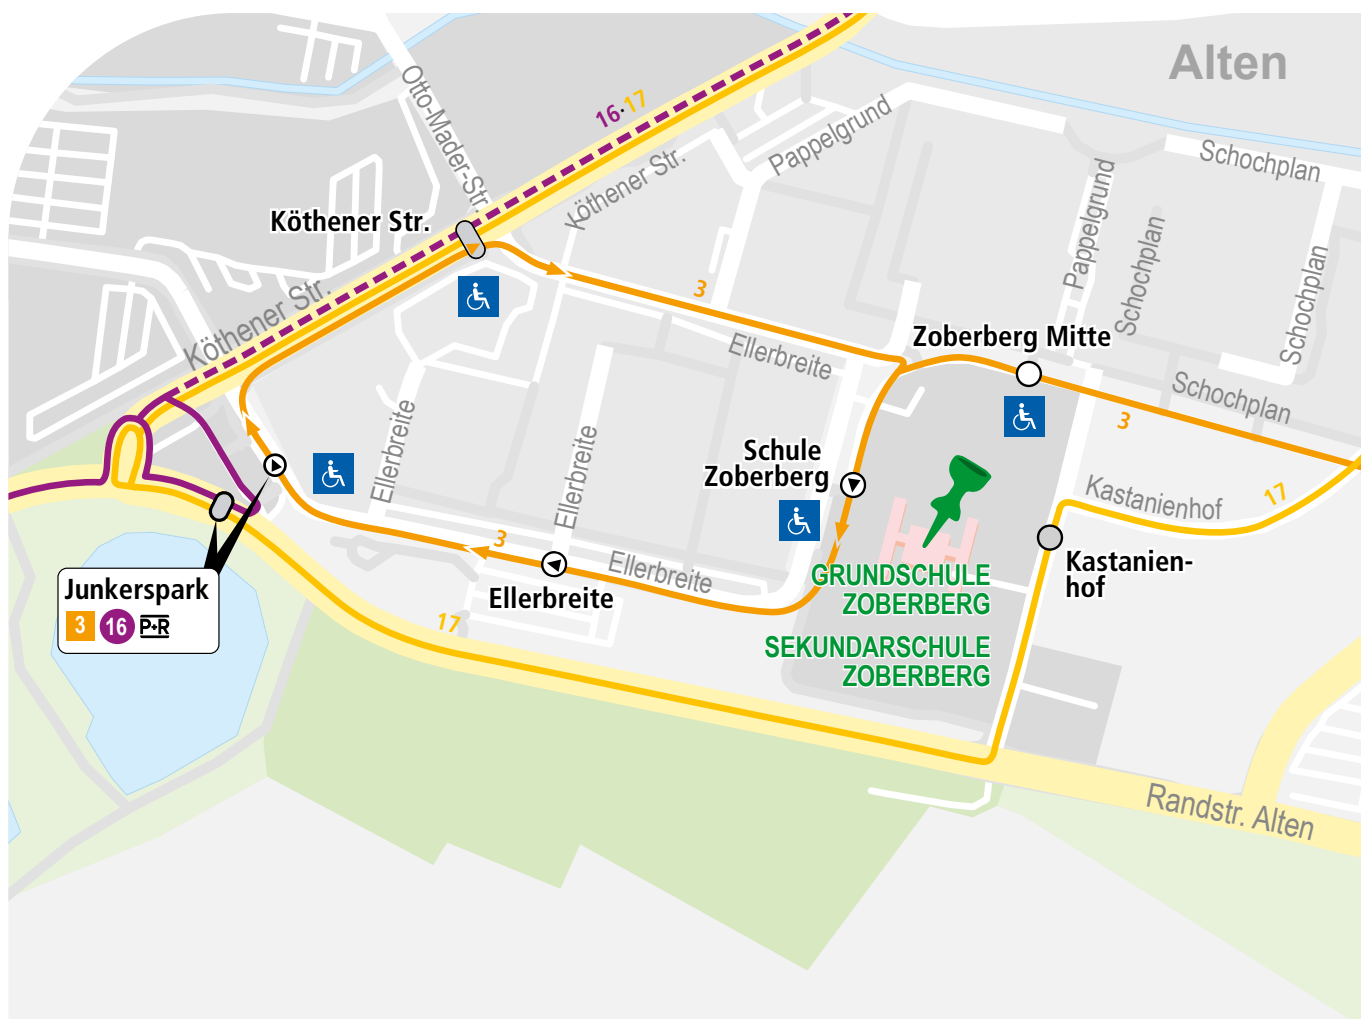 Alten
16·17
Otto-Mader-Str.
Pappelgrund
Köthener Str.
Schochplan
Köthener Str.
Pappelgrund
Schochplan
Schochplan
Köthener Str.
3
Ellerbreite
Zoberberg Mitte
Schochplan
3
Ellerbreite
Ellerbreite
Schule
Zoberberg
Kastanienhof
17
Junkerspark
3 16 P+R
3
Ellerbreite
Ellerbreite
17
GRUNDSCHULE
ZOBERBERG
SEKUNDARSCHULE
ZOBERBERG
Kastanien-
hof
Randstr. Alten